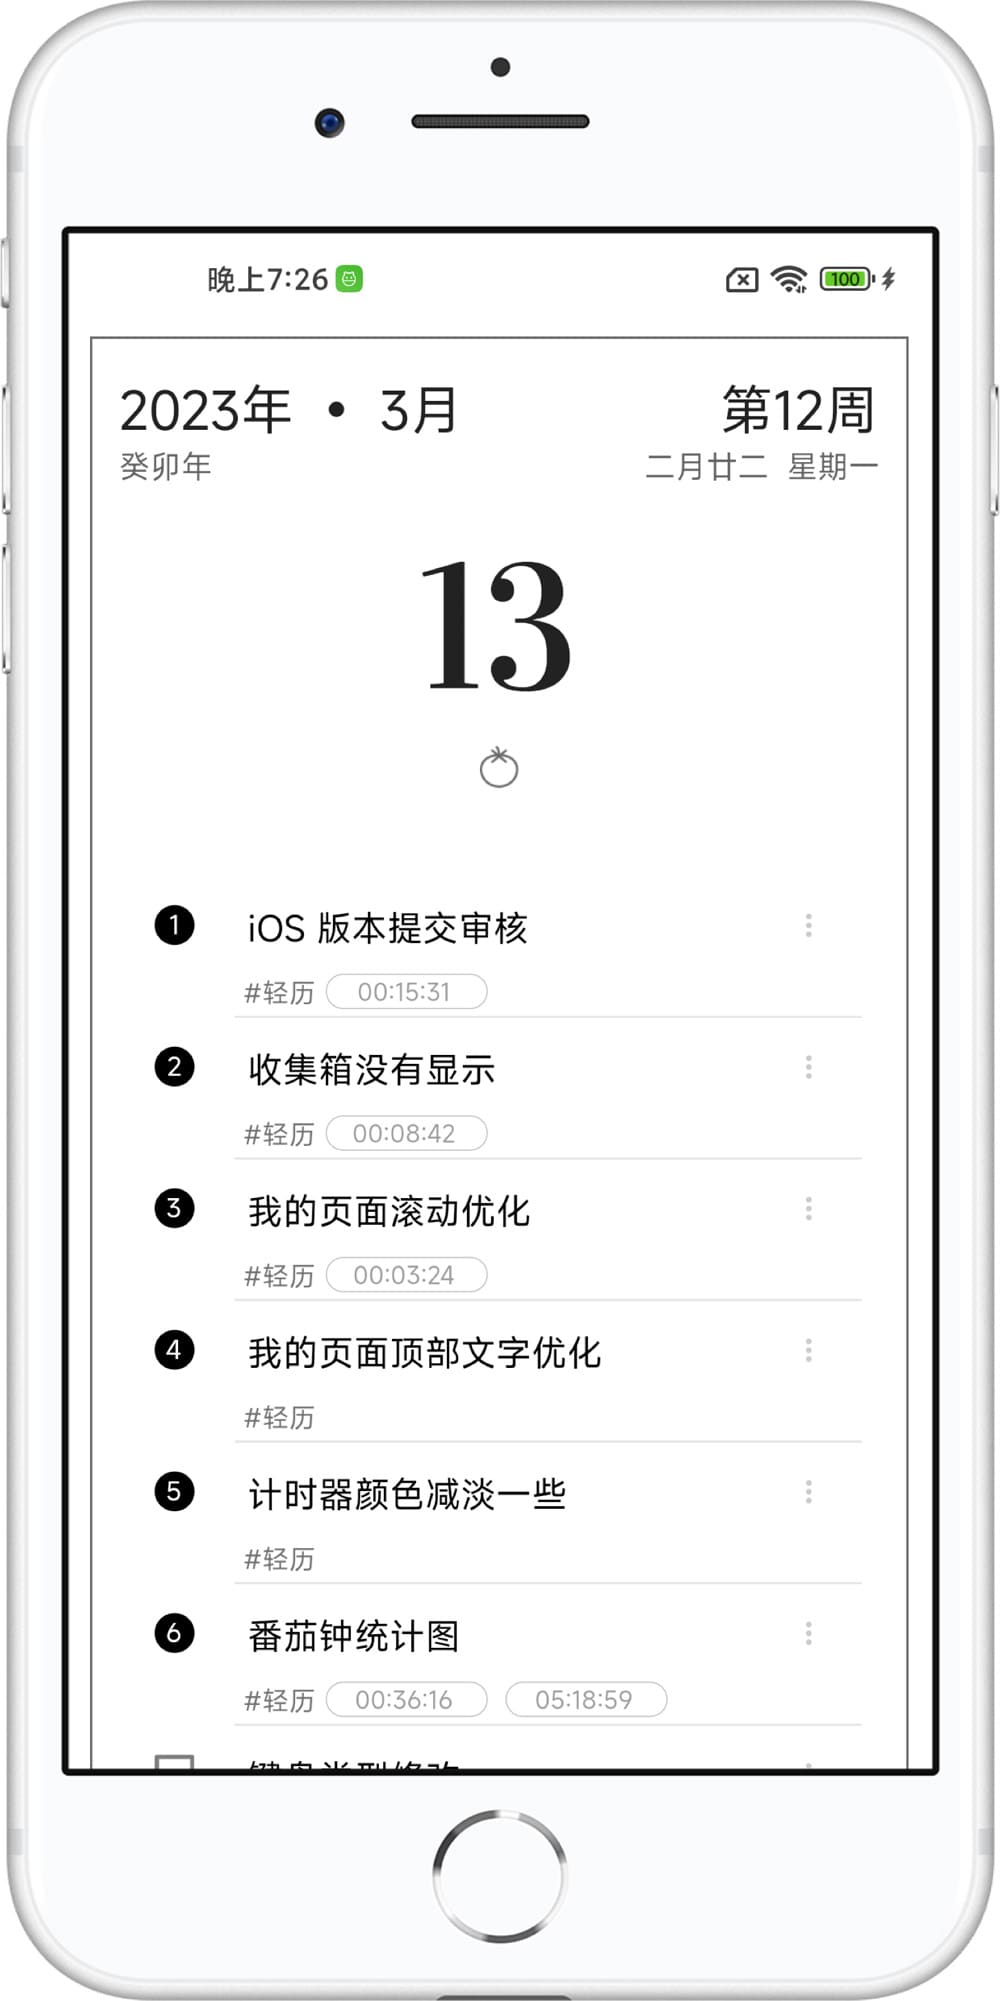 晚上7:26 100
2023年 • 3月 第12周
癸卯年 二月廿二 星期一
13
1 iOS 版本提交审核
#轻历 00:15:31
2 收集箱没有显示
#轻历 00:08:42
3 我的页面滚动优化
#轻历 00:03:24
4 我的页面顶部文字优化
#轻历
5 计时器颜色减淡一些
#轻历
6 番茄钟统计图
#轻历 00:36:16 05:18:59